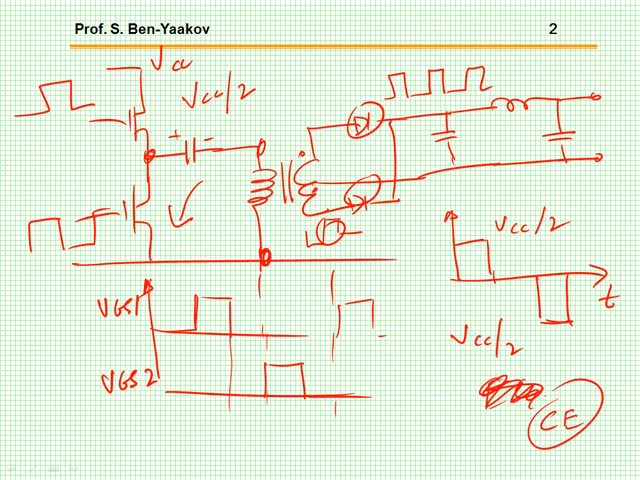 Prof. S. Ben-Yaakov 2
Vcc
Vcc/2
+ -
Vcc/2
t
VGS1
Vcc/2
VGS2
CE